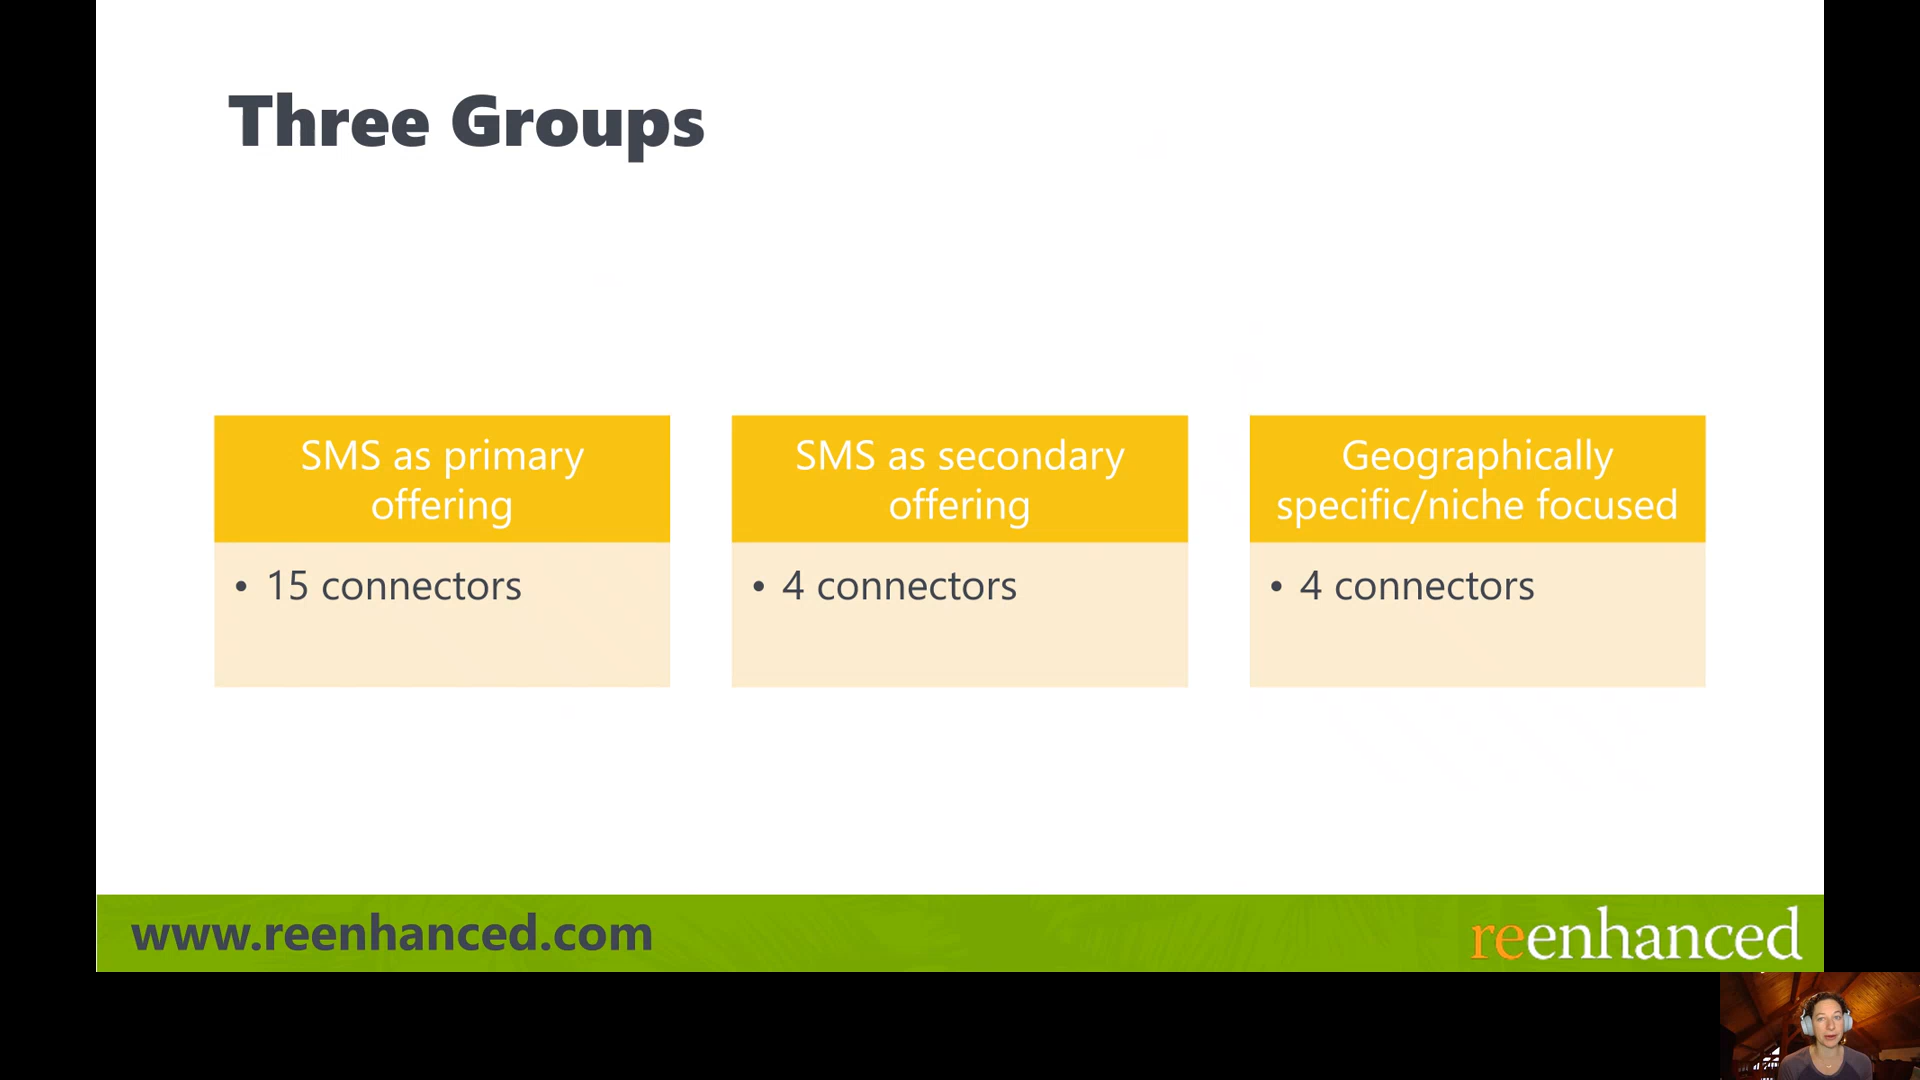 Three Groups
SMS as primary
offering
• 15 connectors
SMS as secondary
offering
• 4 connectors
Geographically
specific/niche focused
• 4 connectors
www.reenhanced.com
reenhanced